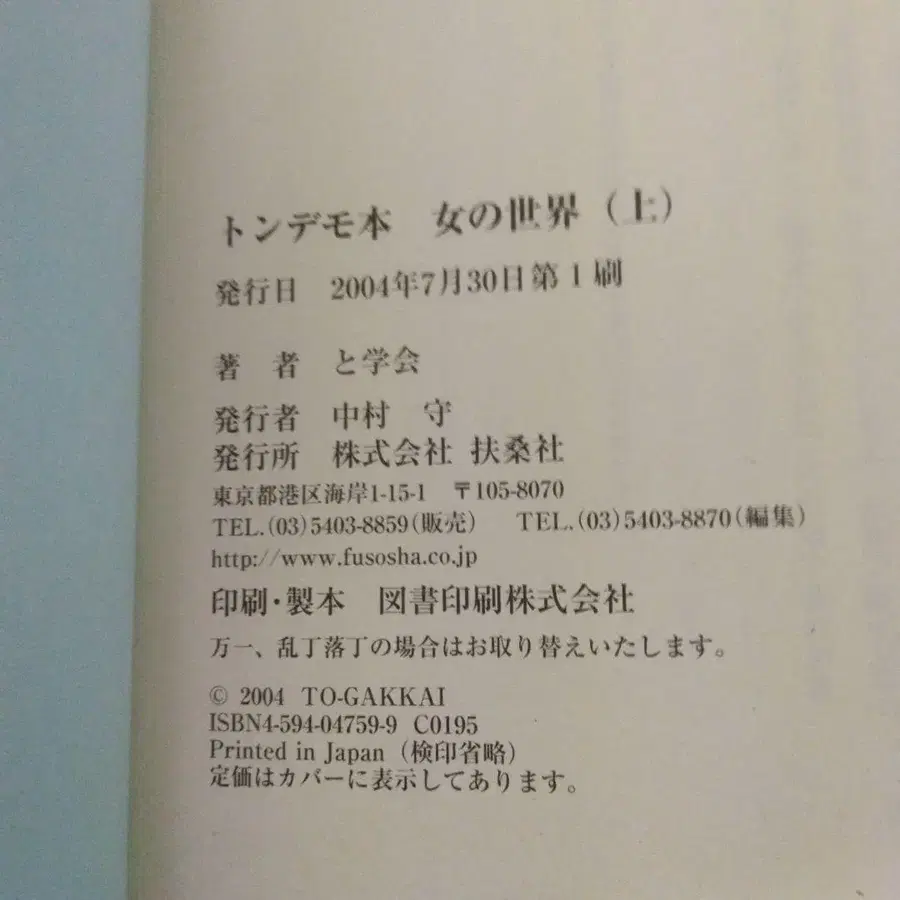 トンデモ本　女の世界（上）
発行日　2004年7月30日第1刷
著　者　と学会
発行者　中村　守
発行所　株式会社 扶桑社
東京都港区海岸1-15-1　〒105-8070
TEL.(03)5403-8859(販売)　TEL.(03)5403-8870(編集)
http://www.fusosha.co.jp
印刷・製本　図書印刷株式会社
万一、乱丁落丁の場合はお取り替えいたします。
© 2004 TO-GAKKAI
ISBN4-594-04759-9 C0195
Printed in Japan（検印省略）
定価はカバーに表示してあります。